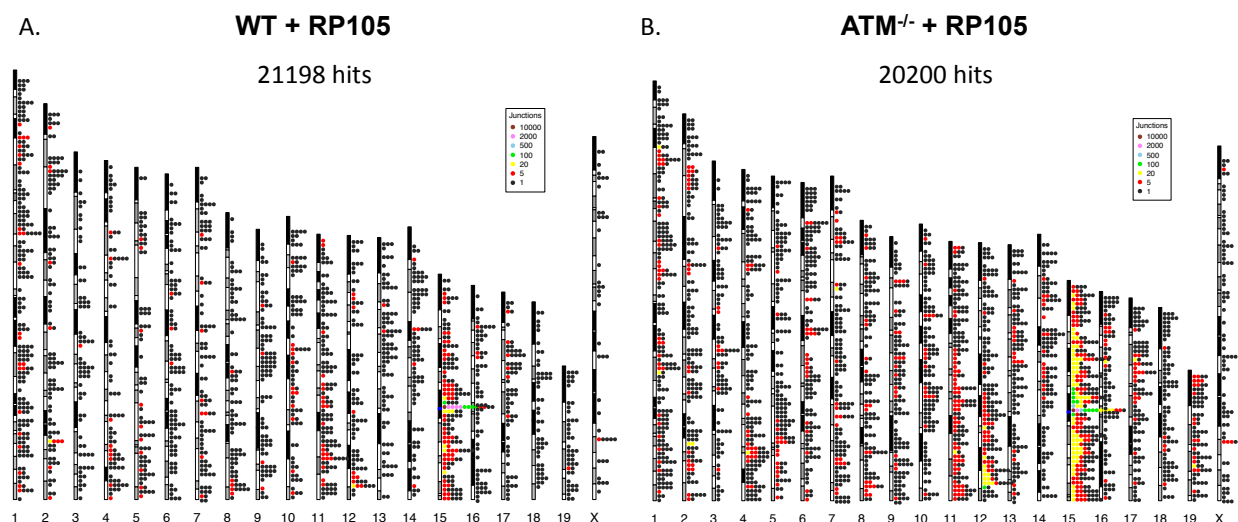 A.
WT + RP105
21198 hits
Junctions
10000
2000
500
100
20
5
1
1 2 3 4 5 6 7 8 9 10 11 12 13 14 15 16 17 18 19 X
B.
ATM-/- + RP105
20200 hits
Junctions
10000
2000
500
100
20
5
1
1 2 3 4 5 6 7 8 9 10 11 12 13 14 15 16 17 18 19 X